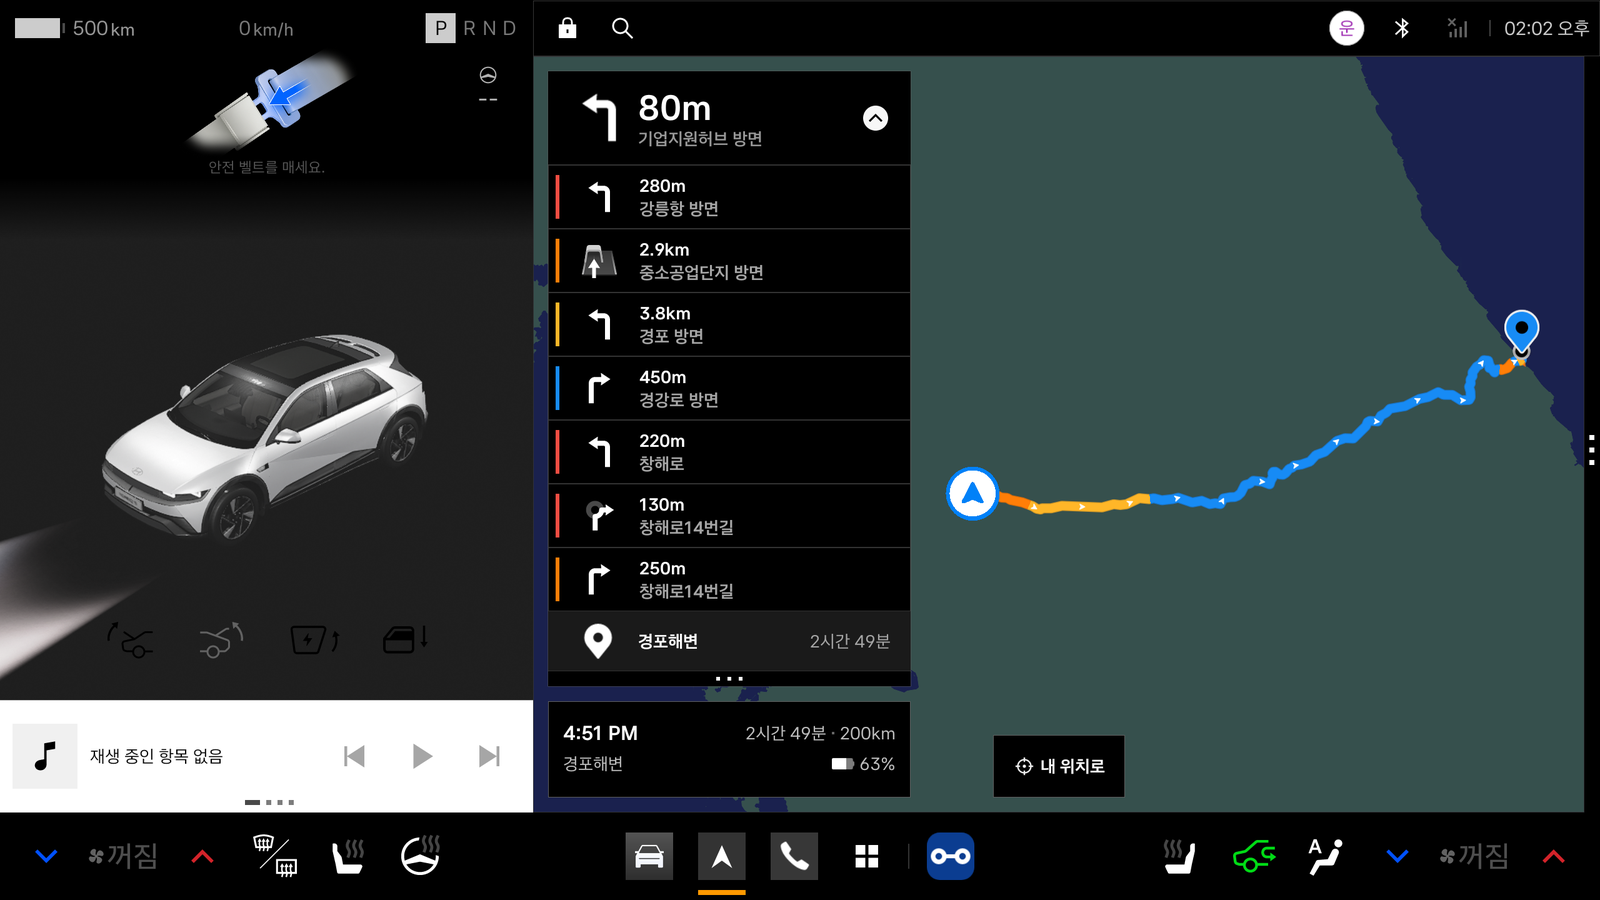 500 km
0 km/h
P R N D
운
02:02 오후
--
안전 벨트를 매세요.
80m
기업지원허브 방면
280m
강릉항 방면
2.9km
중소공업단지 방면
3.8km
경포 방면
450m
경강로 방면
220m
창해로
130m
창해로14번길
250m
창해로14번길
경포해변
2시간 49분
4:51 PM
2시간 49분 · 200km
경포해변
63%
내 위치로
재생 중인 항목 없음
꺼짐
A
꺼짐